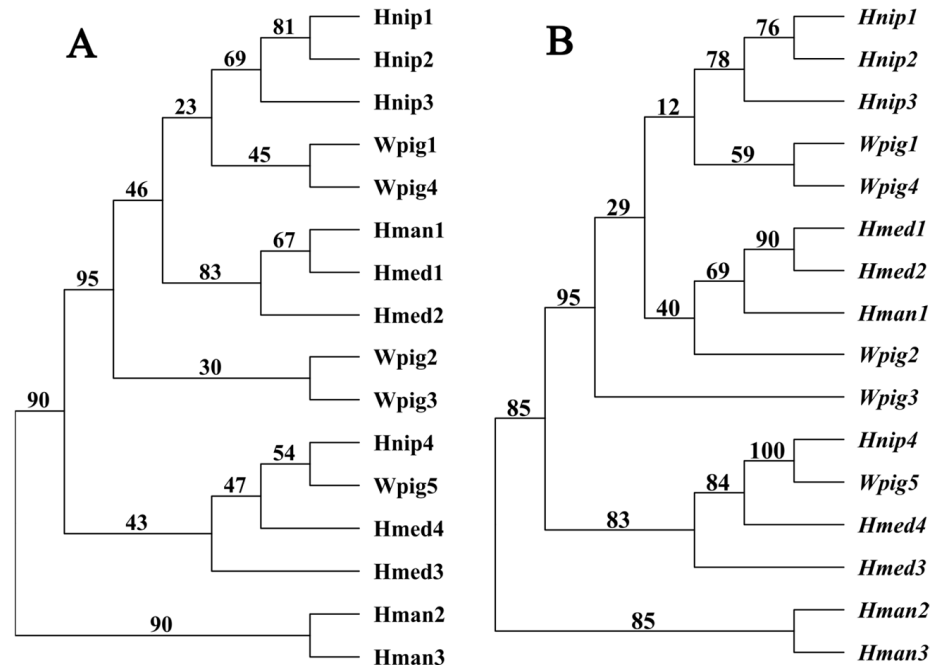 A
81
69
23
45
46
67
83
95
30
90
54
47
43
90
Hnip1
Hnip2
Hnip3
Wpig1
Wpig4
Hman1
Hmed1
Hmed2
Wpig2
Wpig3
Hnip4
Wpig5
Hmed4
Hmed3
Hman2
Hman3
B
76
78
12
59
29
90
69
95
40
85
100
84
83
85
Hnip1
Hnip2
Hnip3
Wpig1
Wpig4
Hmed1
Hmed2
Hman1
Wpig2
Wpig3
Hnip4
Wpig5
Hmed4
Hmed3
Hman2
Hman3